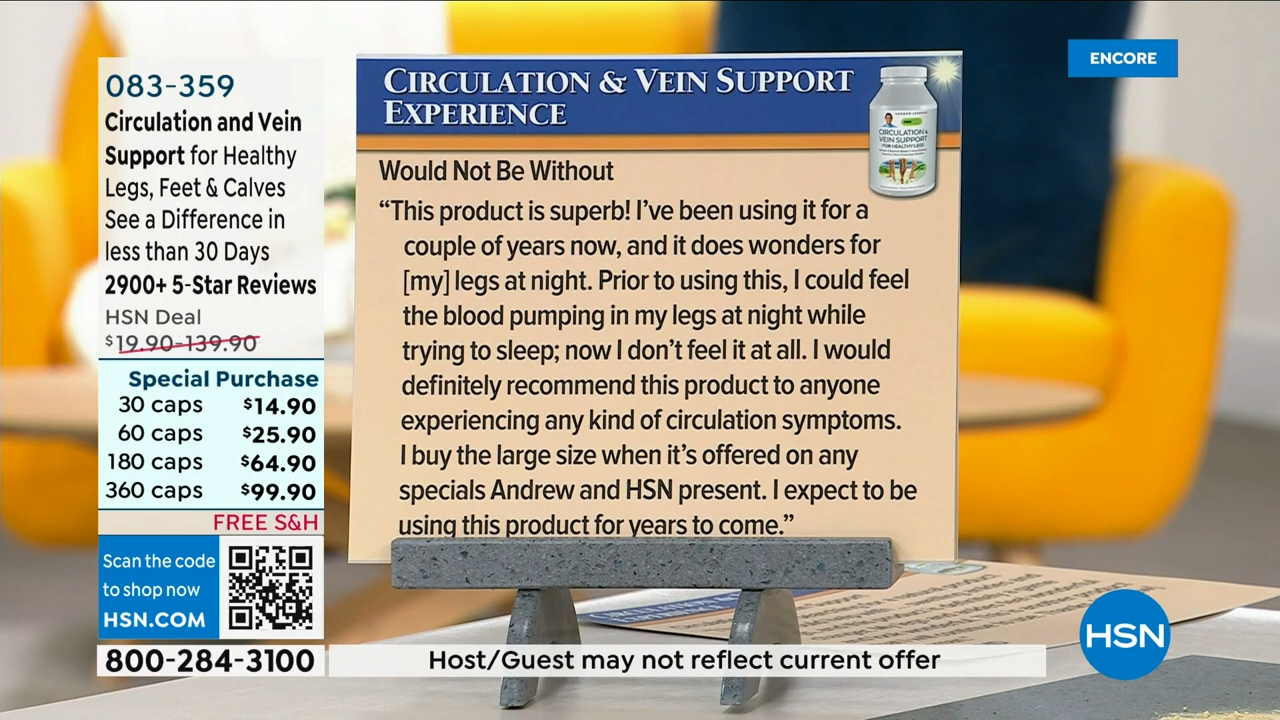 083-359
Circulation and Vein
Support for Healthy
Legs, Feet & Calves
See a Difference in
less than 30 Days
2900+ 5-Star Reviews
HSN Deal
$19.90-139.90
Special Purchase
30 caps $14.90
60 caps $25.90
180 caps $64.90
360 caps $99.90
FREE S&H
Scan the code
to shop now
HSN.COM
800-284-3100
Host/Guest may not reflect current offer
ENCORE
CIRCULATION & VEIN SUPPORT
EXPERIENCE
CIRCULATION &
VEIN SUPPORT
FOR HEALTHY LEGS
Would Not Be Without
“This product is superb! I’ve been using it for a
couple of years now, and it does wonders for
[my] legs at night. Prior to using this, I could feel
the blood pumping in my legs at night while
trying to sleep; now I don’t feel it at all. I would
definitely recommend this product to anyone
experiencing any kind of circulation symptoms.
I buy the large size when it’s offered on any
specials Andrew and HSN present. I expect to be
using this product for years to come.”
HSN